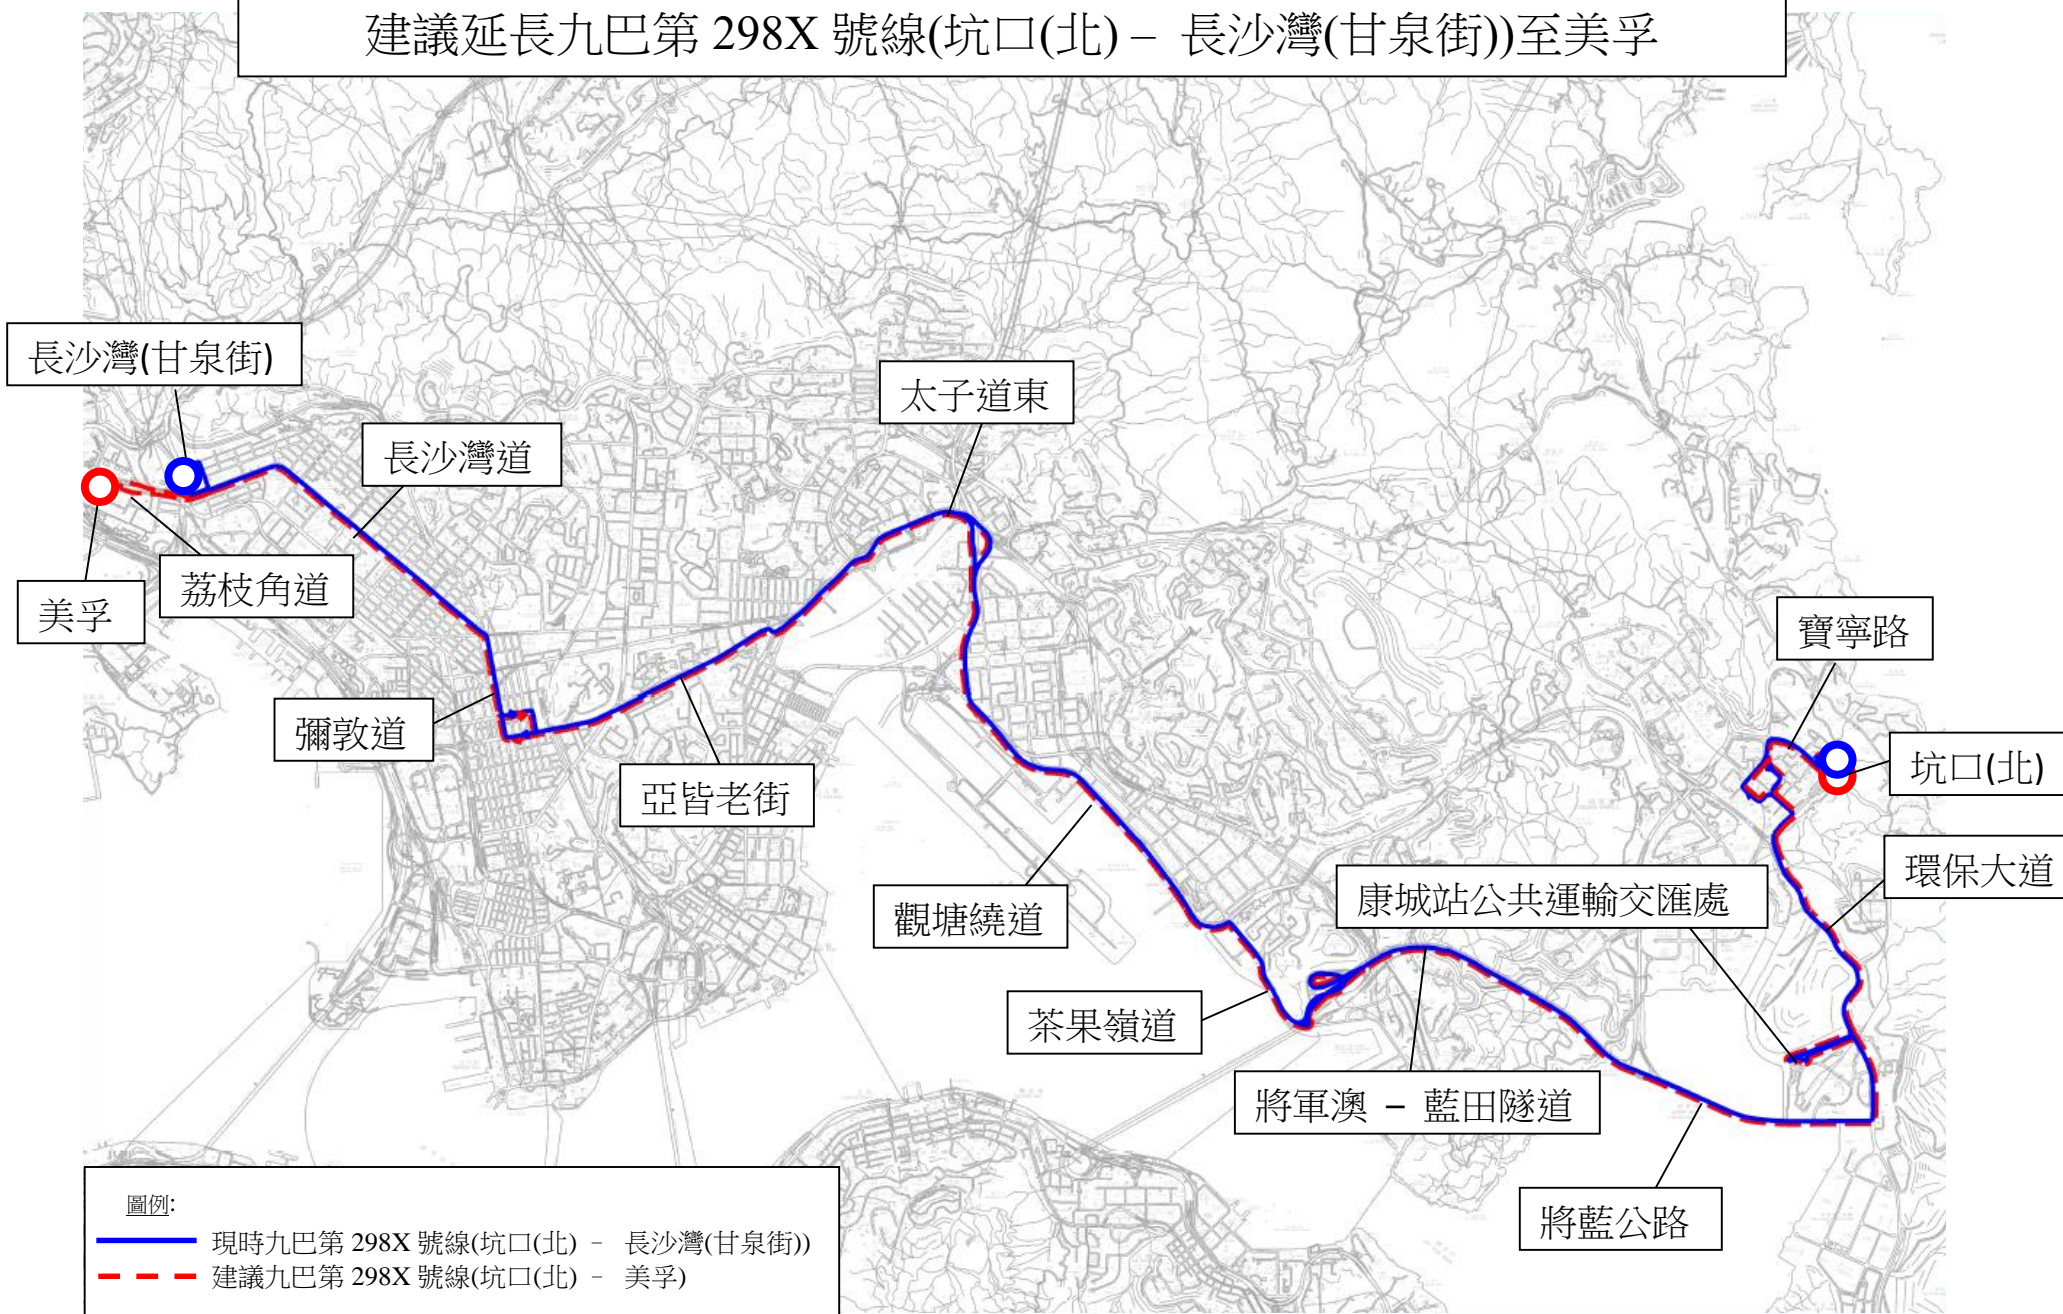 建議延長九巴第 298X 號線(坑口(北) – 長沙灣(甘泉街))至美孚
長沙灣(甘泉街)
太子道東
長沙灣道
荔枝角道
美孚
寶寧路
彌敦道
坑口(北)
亞皆老街
環保大道
康城站公共運輸交匯處
觀塘繞道
茶果嶺道
將軍澳 – 藍田隧道
將藍公路
圖例:
現時九巴第 298X 號線(坑口(北) - 長沙灣(甘泉街))
建議九巴第 298X 號線(坑口(北) - 美孚)